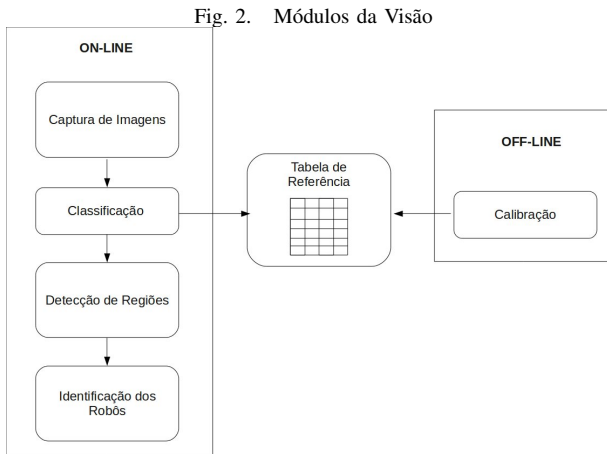 Fig. 2. Módulos da Visão
ON-LINE
Captura de Imagens
Classificação
Detecção de Regiões
Identificação dos
Robôs
Tabela de
Referência
OFF-LINE
Calibração